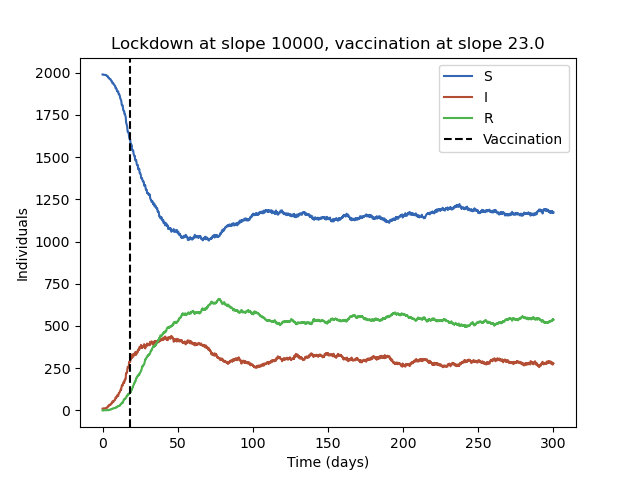 Lockdown at slope 10000, vaccination at slope 23.0
S
I
R
Vaccination
Individuals
2000
1750
1500
1250
1000
750
500
250
0
0 50 100 150 200 250 300
Time (days)